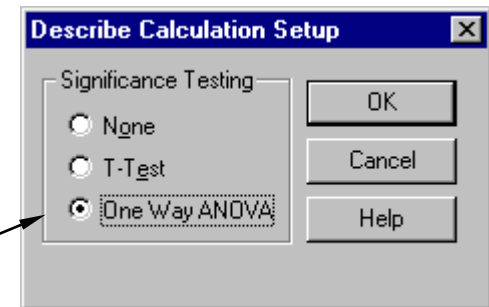 Describe Calculation Setup
Significance Testing
None
T-Test
One Way ANOVA
OK
Cancel
Help